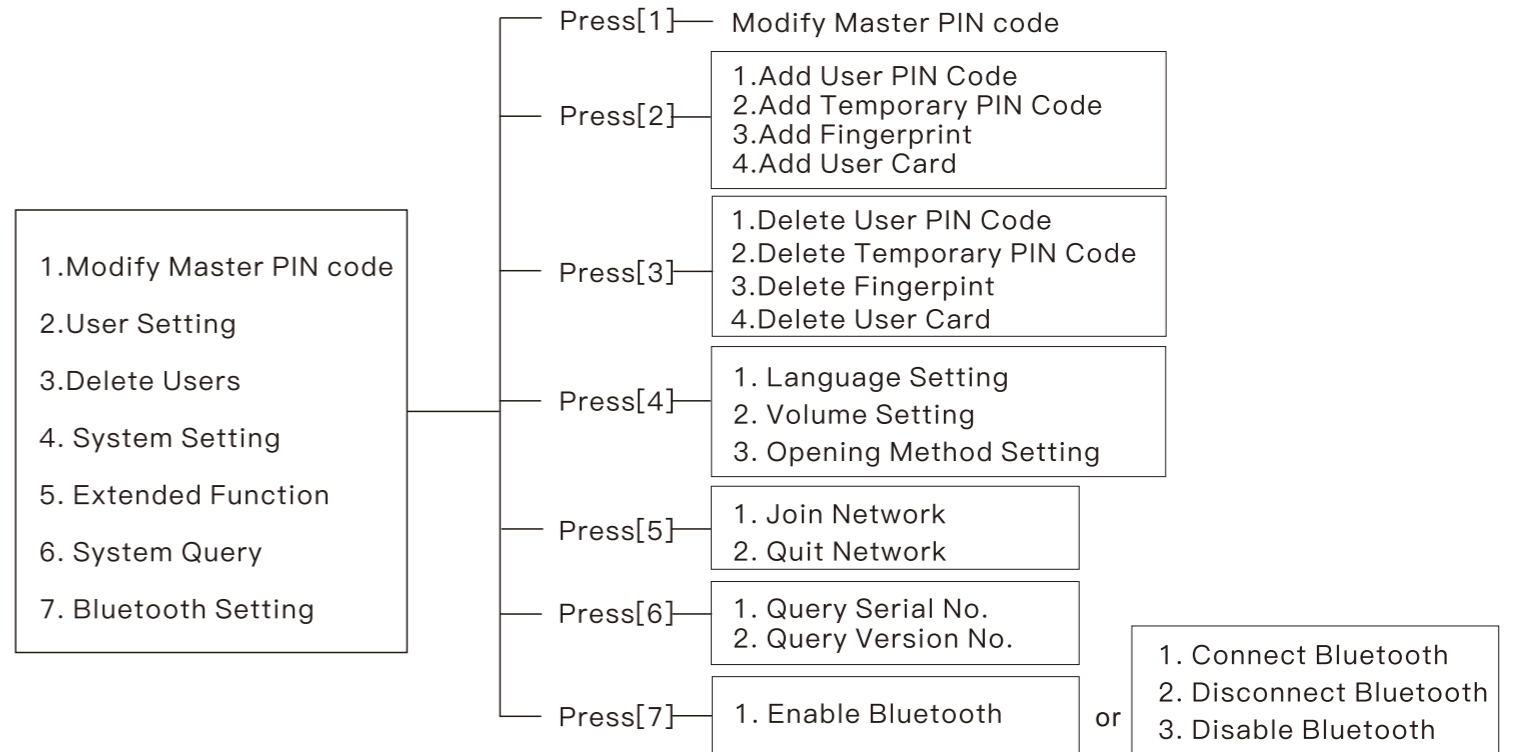 1.Modify Master PIN code
2.User Setting
3.Delete Users
4. System Setting
5. Extended Function
6. System Query
7. Bluetooth Setting
Press[1]
Modify Master PIN code
Press[2]
1.Add User PIN Code
2.Add Temporary PIN Code
3.Add Fingerprint
4.Add User Card
Press[3]
1.Delete User PIN Code
2.Delete Temporary PIN Code
3.Delete Fingerpint
4.Delete User Card
Press[4]
1. Language Setting
2. Volume Setting
3. Opening Method Setting
Press[5]
1. Join Network
2. Quit Network
Press[6]
1. Query Serial No.
2. Query Version No.
Press[7]
1. Enable Bluetooth
or
1. Connect Bluetooth
2. Disconnect Bluetooth
3. Disable Bluetooth